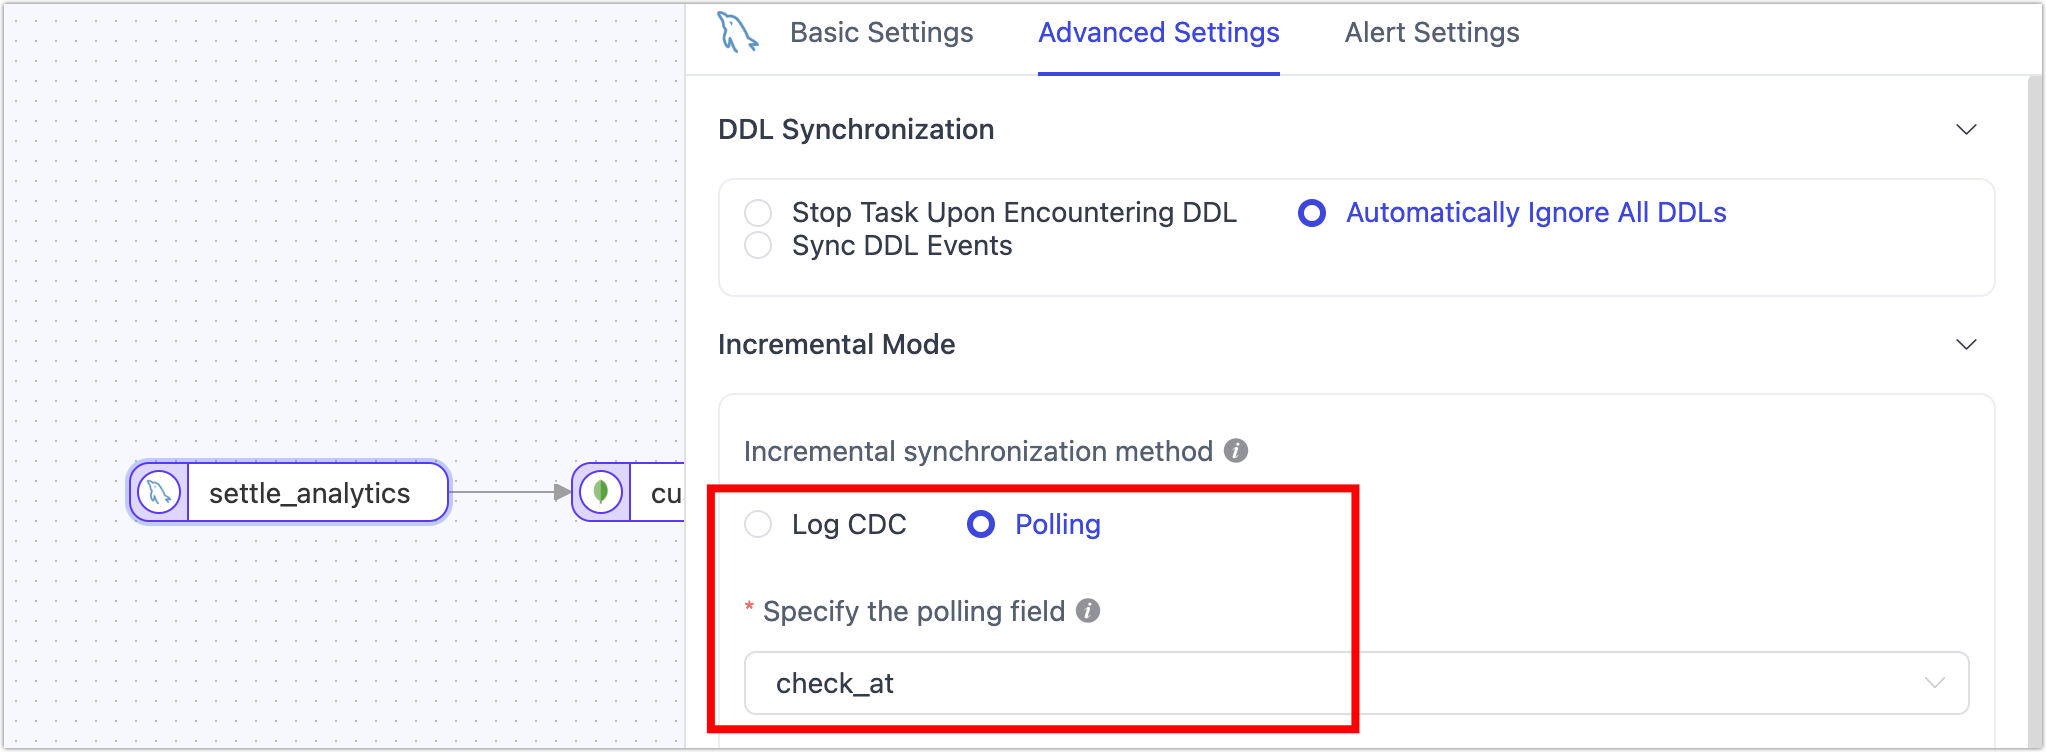 Basic Settings
Advanced Settings
Alert Settings
DDL Synchronization
Stop Task Upon Encountering DDL
Automatically Ignore All DDLs
Sync DDL Events
Incremental Mode
Incremental synchronization method
settle_analytics
cu
Log CDC
Polling
* Specify the polling field
check_at